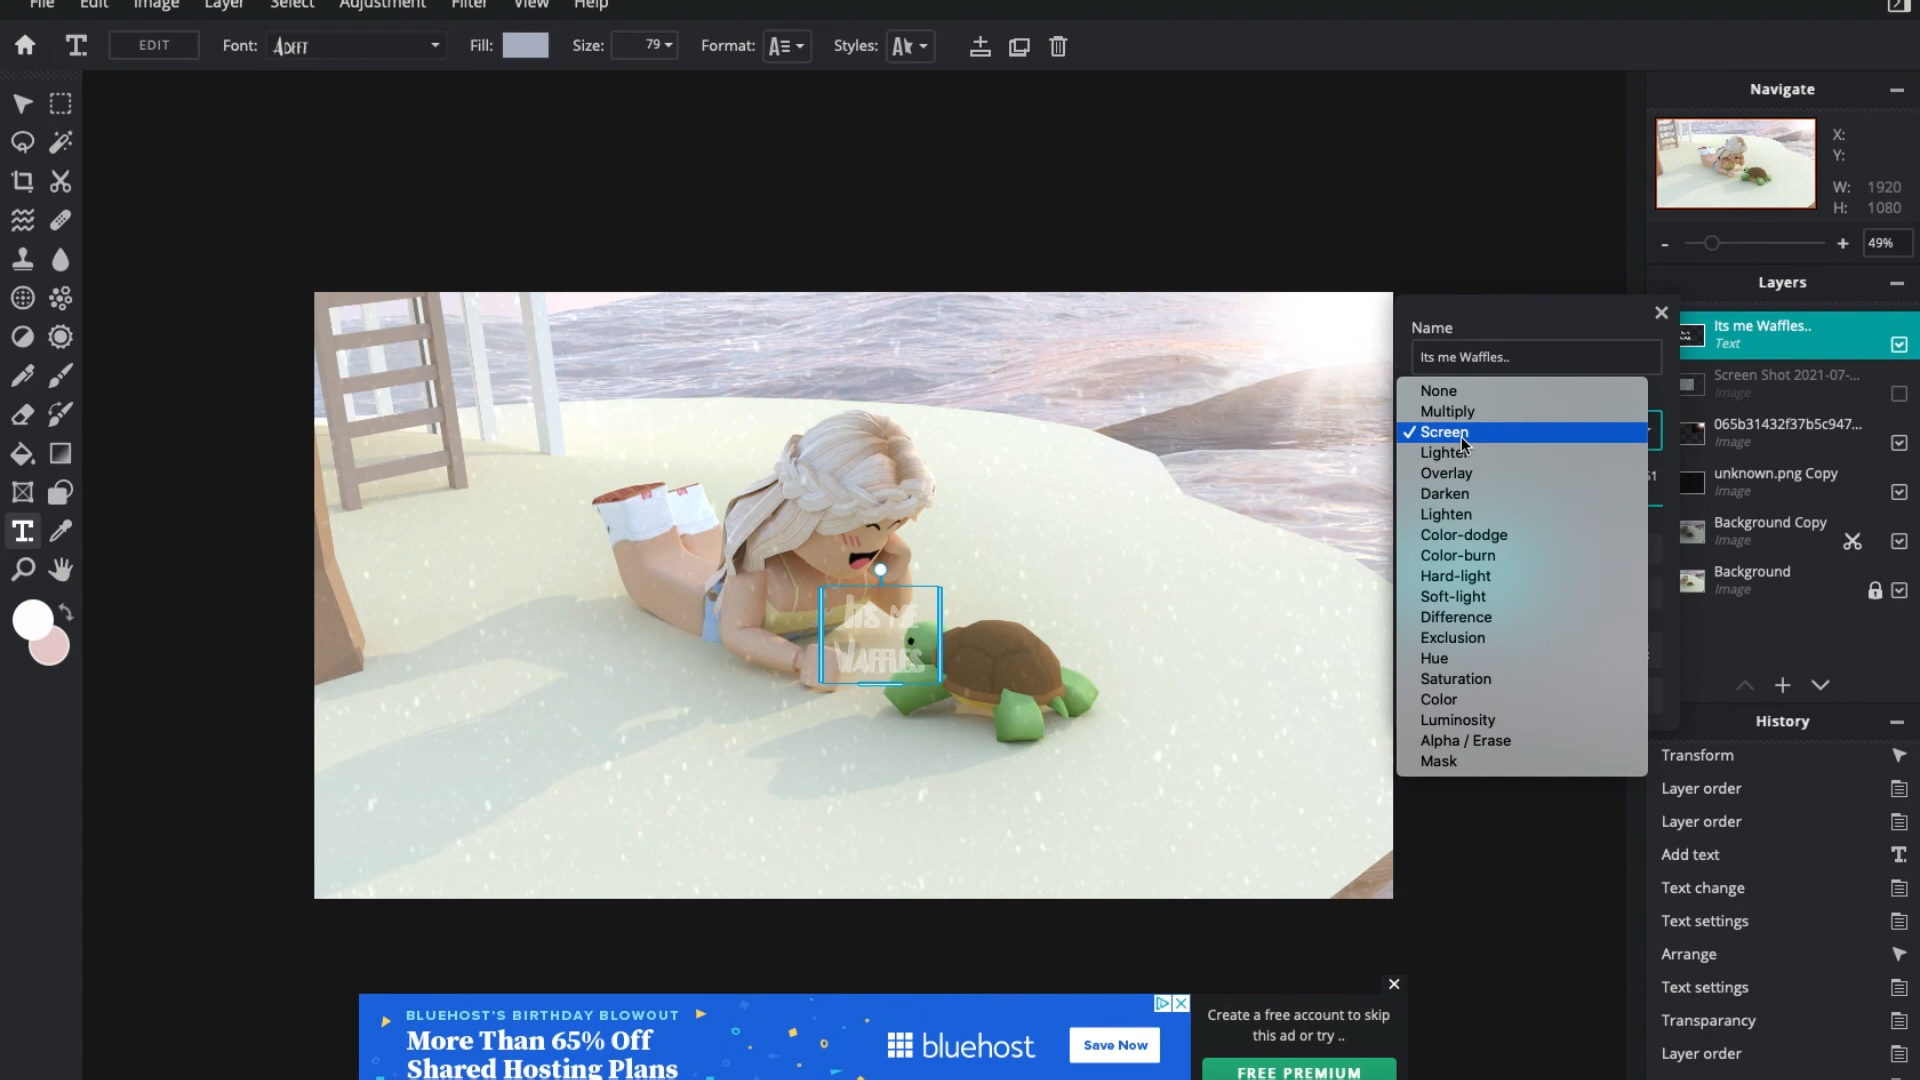 File Edit Image Layer Select Adjustment Filter View Help
EDIT Font: ADEFT Fill: Size: 79 Format: A Styles: A
Navigate
X:
Y:
W: 1920
H: 1080
- + 49%
Layers
Its me Waffles..
Text
Screen Shot 2021-07-...
Image
065b31432f37b5c947...
Image
unknown.png Copy
Image
Background Copy
Image
Background
Image
Name
Its me Waffles..
None
Multiply
✓ Screen
Lighter
Overlay
Darken
Lighten
Color-dodge
Color-burn
Hard-light
Soft-light
Difference
Exclusion
Hue
Saturation
Color
Luminosity
Alpha / Erase
Mask
ITS ME
WAFFLES
History
Transform
Layer order
Layer order
Add text
Text change
Text settings
Arrange
Text settings
Transparancy
Layer order
BLUEHOST'S BIRTHDAY BLOWOUT
More Than 65% Off
Shared Hosting Plans
bluehost
Save Now
Create a free account to skip
this ad or try ..
FREE PREMIUM